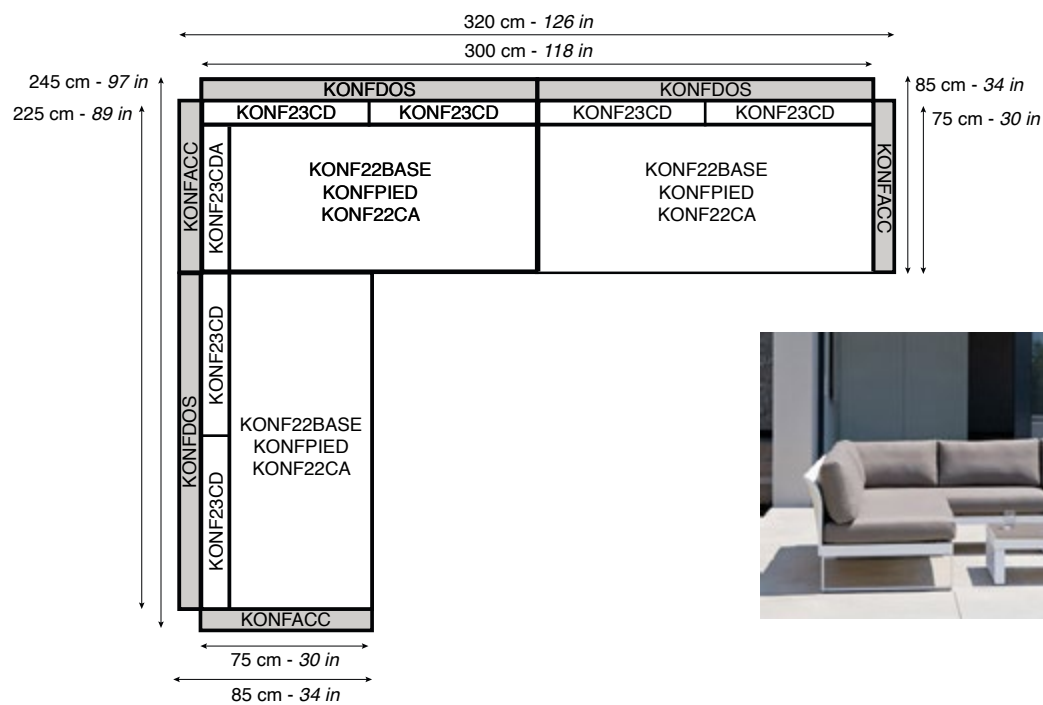 320 cm - 126 in
300 cm - 118 in
245 cm - 97 in
225 cm - 89 in
85 cm - 34 in
75 cm - 30 in
KONFDOS
KONFDOS
KONF23CD
KONF23CD
KONF23CD
KONF23CD
KONFACC
KONF23CDA
KONF22BASE
KONFPIED
KONF22CA
KONF22BASE
KONFPIED
KONF22CA
KONFACC
KONFDOS
KONF23CD
KONF23CD
KONF22BASE
KONFPIED
KONF22CA
KONFACC
75 cm - 30 in
85 cm - 34 in